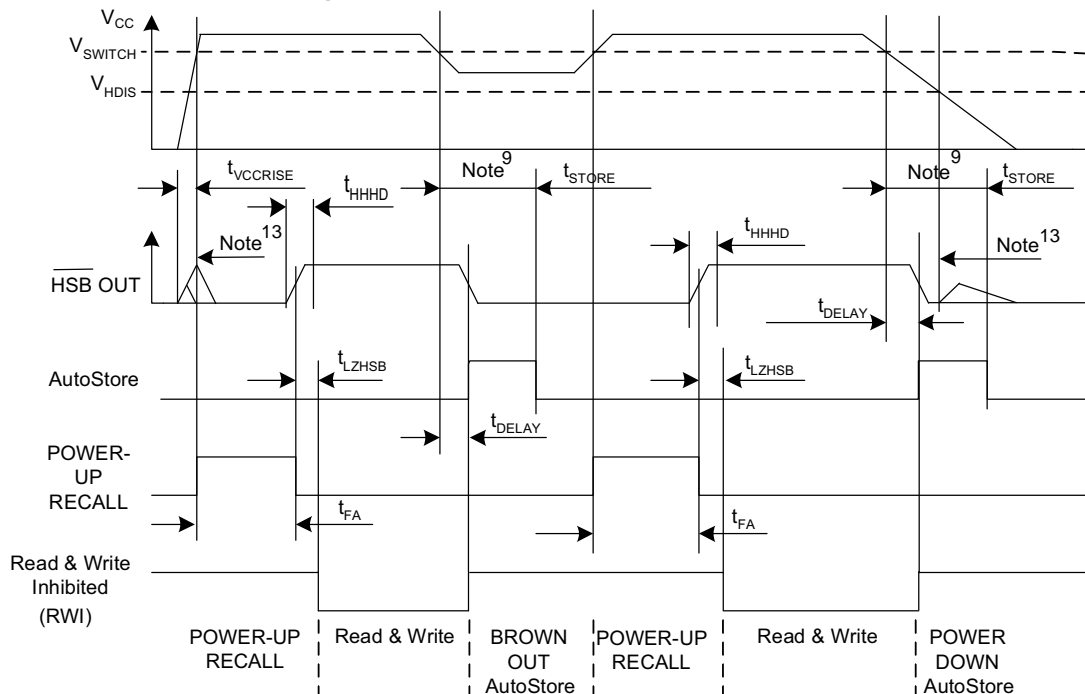 VCC
VSWITCH
VHDIS
tVCCRISE
Note9
tSTORE
Note9
tSTORE
tHHHD
tHHHD
Note13
Note13
HSB OUT
tDELAY
tLZHSB
tLZHSB
AutoStore
tDELAY
POWER-
UP
RECALL
tFA
tFA
Read & Write
Inhibited
(RWI)
POWER-UP
RECALL
Read & Write
BROWN
OUT
AutoStore
POWER-UP
RECALL
Read & Write
POWER
DOWN
AutoStore